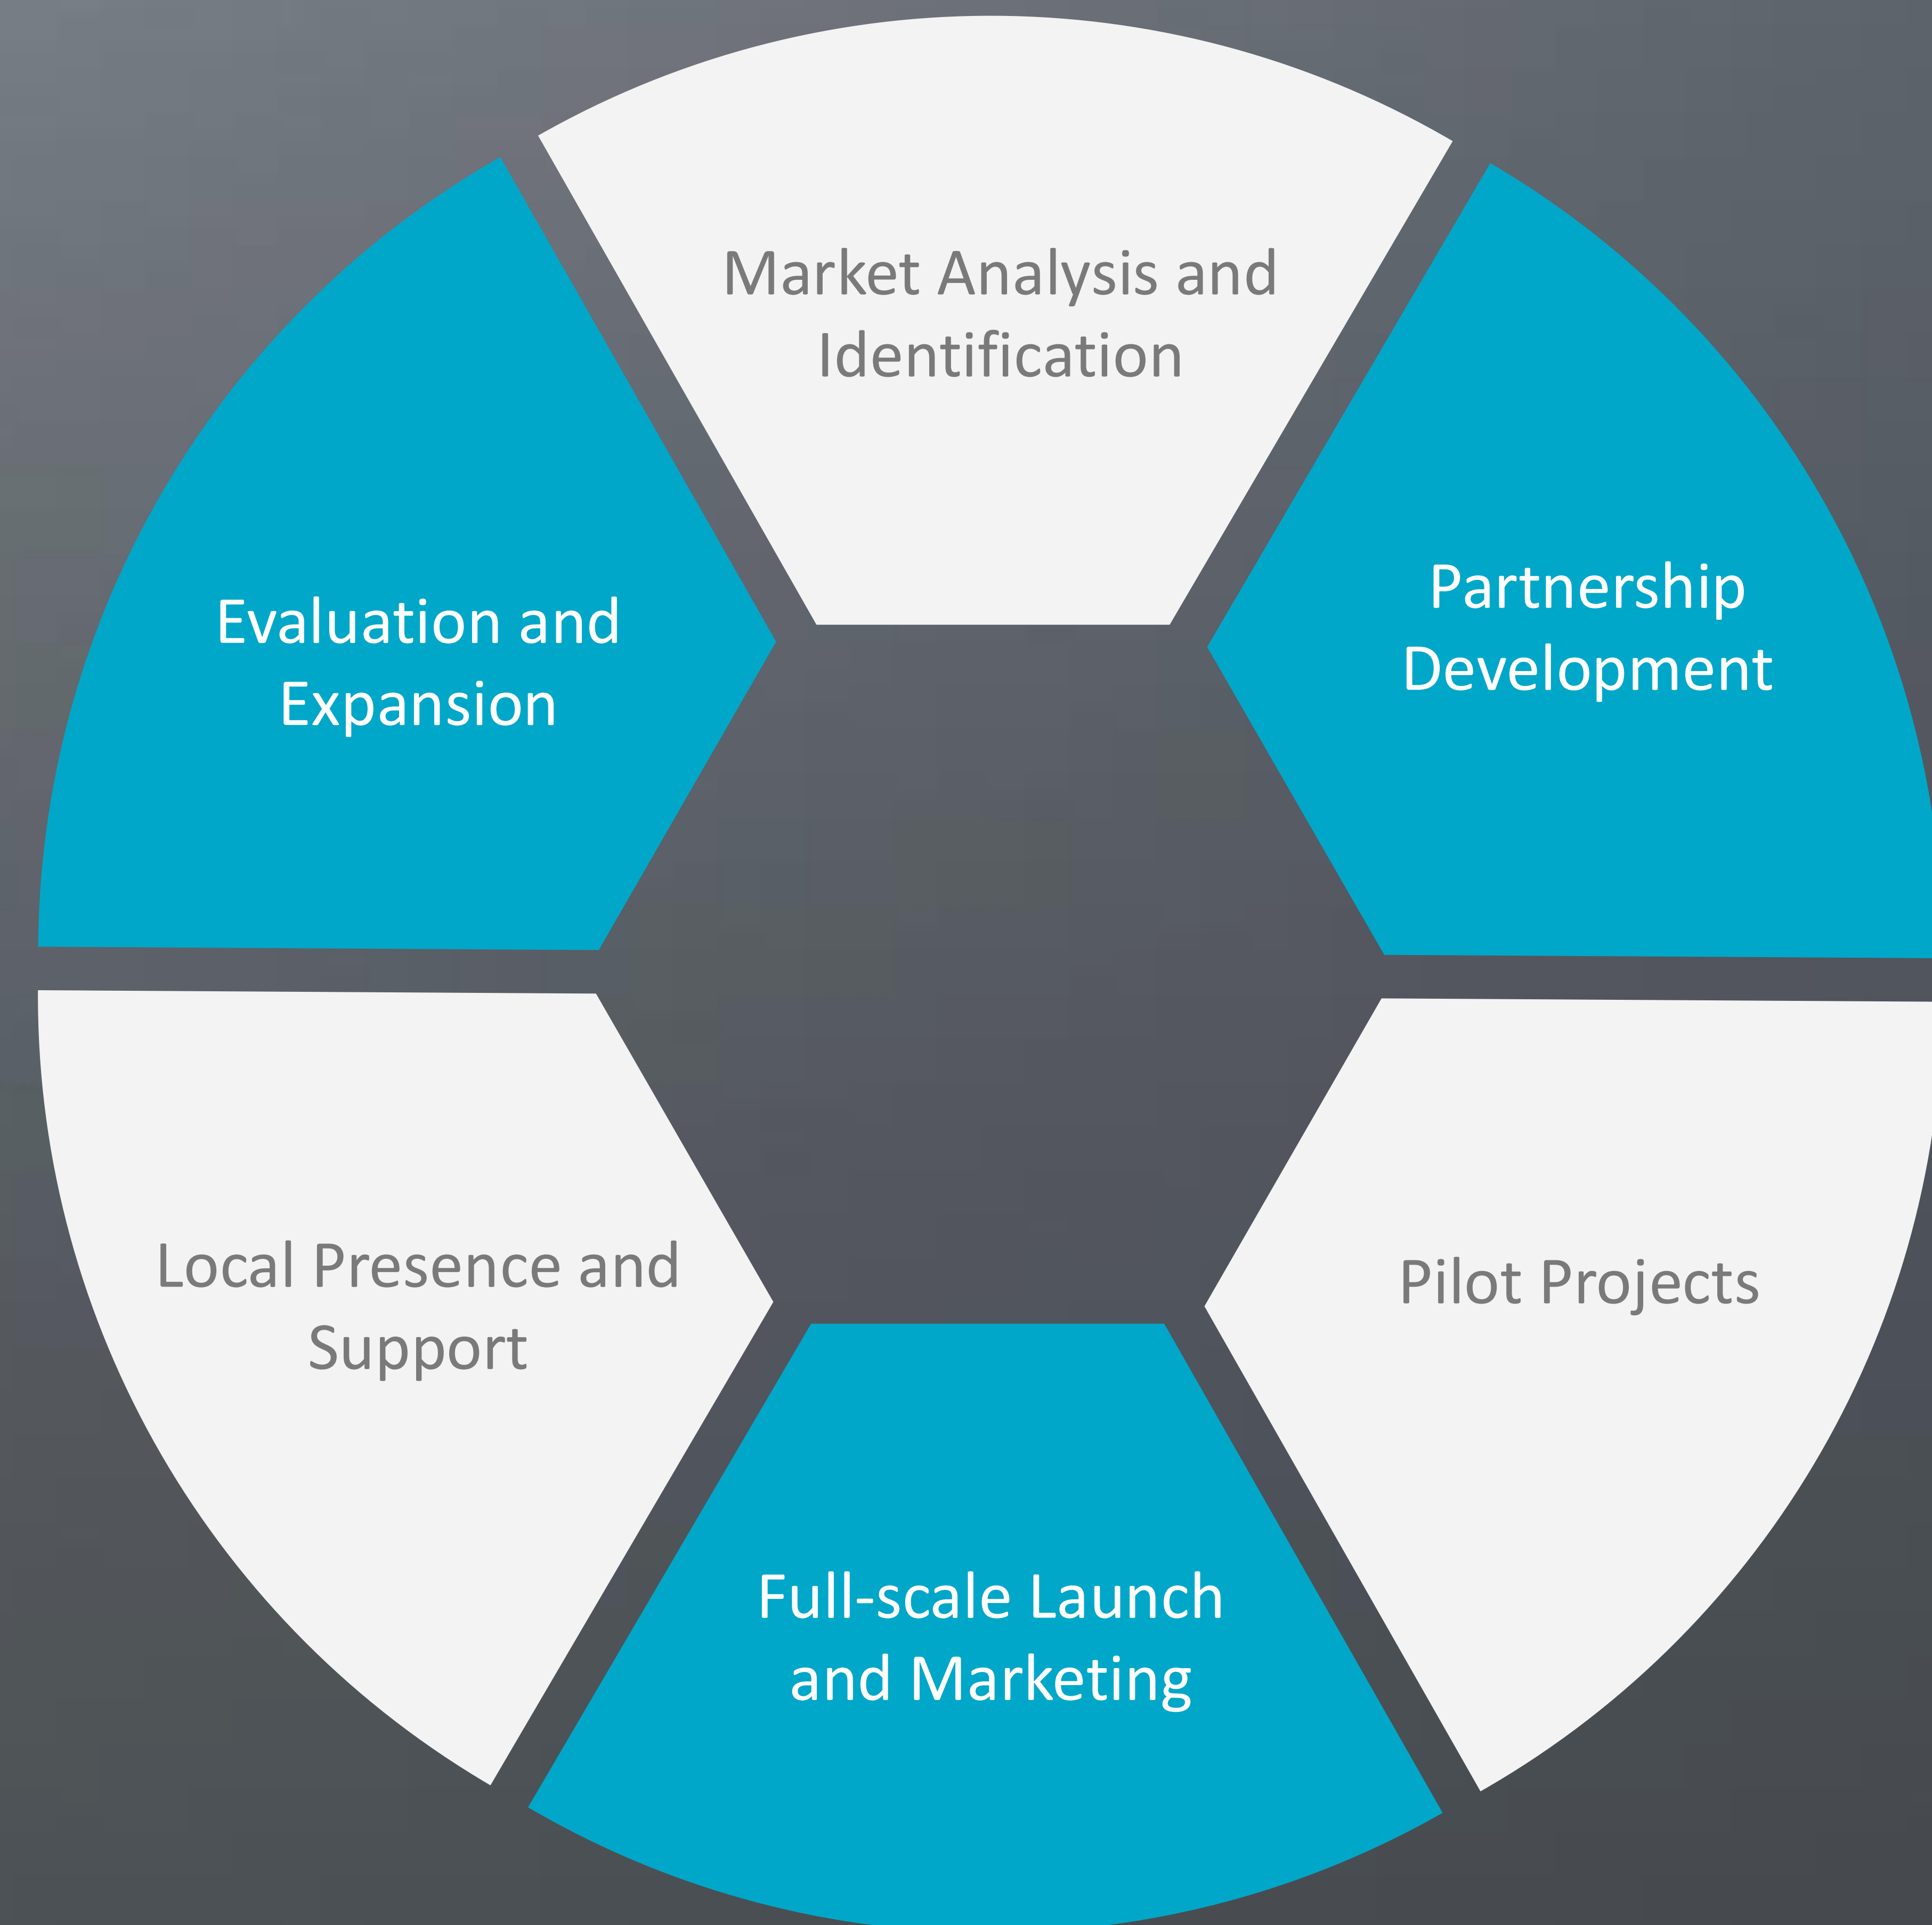 Market Analysis and
Identification
Partnership
Development
Pilot Projects
Full-scale Launch
and Marketing
Local Presence and
Support
Evaluation and
Expansion